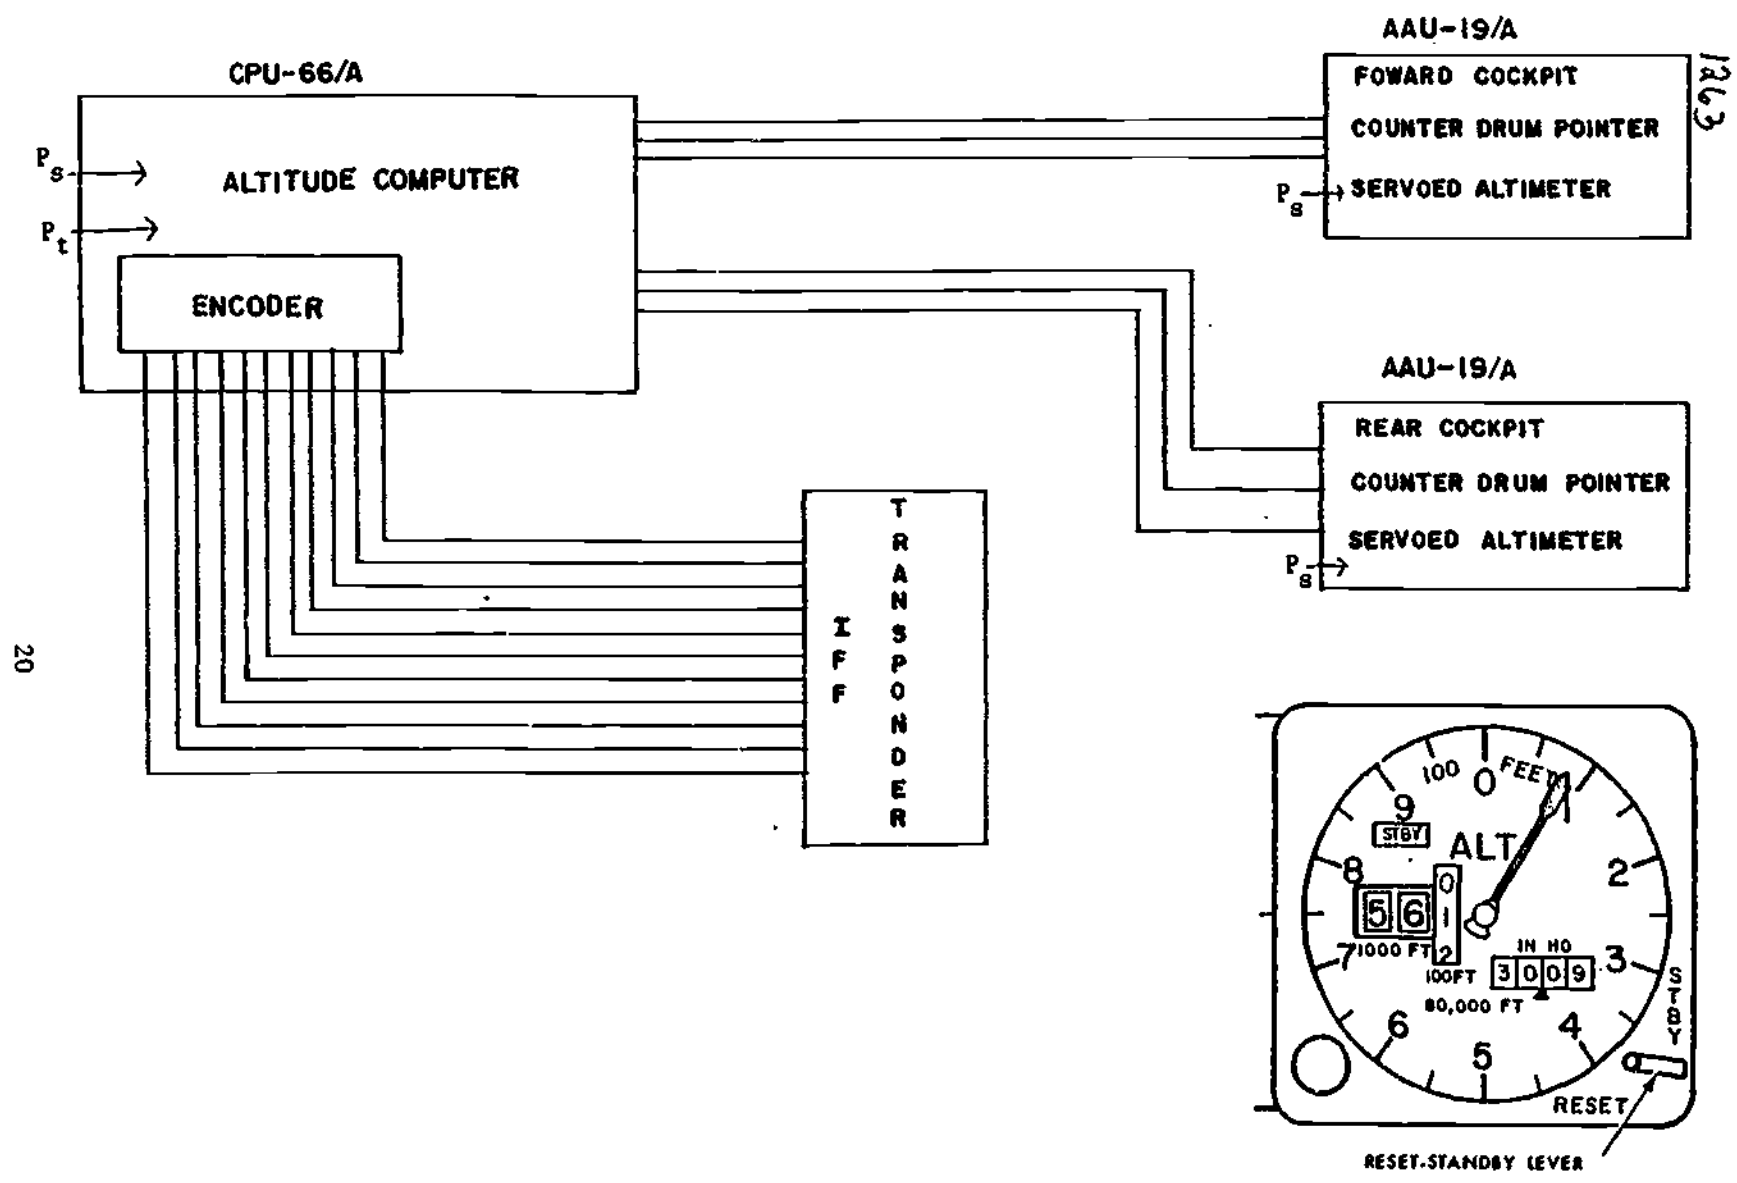 AAU-19/A
CPU-66/A
FOWARD COCKPIT
COUNTER DRUM POINTER
SERVOED ALTIMETER
Ps
1263
Ps
Pt
ALTITUDE COMPUTER
ENCODER
AAU-19/A
REAR COCKPIT
COUNTER DRUM POINTER
SERVOED ALTIMETER
Ps
IFF
TRANSPONDER
20
100
0
FEET
1
9
STBY
ALT
8
2
0
5 6
1
2
1000 FT
100FT
7
IN HG
3 0 0 9
3
80,000 FT
6
4
5
STBY
RESET
RESET-STANDBY LEVER